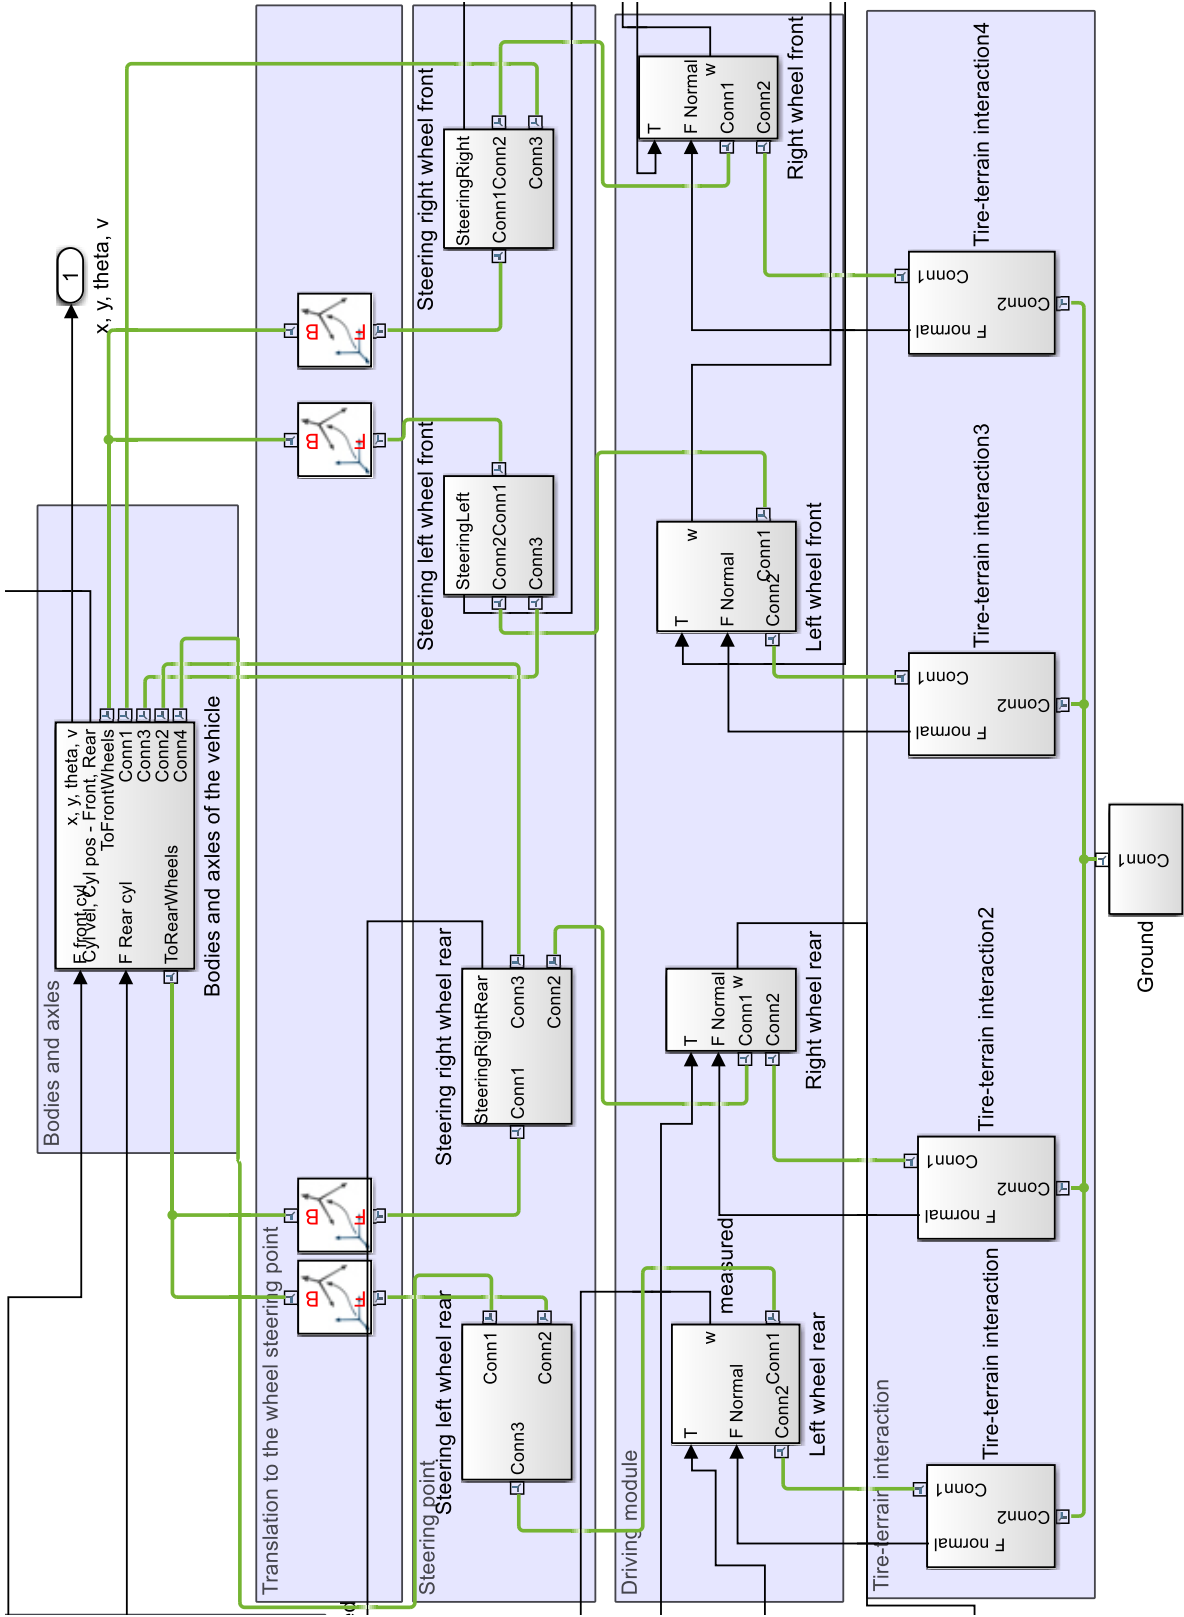 Bodies and axles
x, y, theta, v
1
F front cyl
Cyl vel, Cyl pos - Front, Rear
x, y, theta, v
ToFrontWheels
F Rear cyl
Conn1
Conn3
Conn2
Conn4
ToRearWheels
Bodies and axles of the vehicle
Translation to the wheel steering point
B
F
B
F
B
F
B
F
Steering point
Steering left wheel rear
Conn1
Conn2
Conn3
Steering right wheel rear
SteeringRightRear
Conn1
Conn3
Conn2
Steering left wheel front
SteeringLeft
Conn2
Conn1
Conn3
Steering right wheel front
SteeringRight
Conn1
Conn2
Conn3
Driving module
T
F Normal
w
Conn1
Conn2
Left wheel rear
measured
T
F Normal
w
Conn1
Conn2
Right wheel rear
T
F Normal
w
Conn1
Conn2
Left wheel front
T
F Normal
w
Conn1
Conn2
Right wheel front
Tire-terrain interaction
F normal
Conn1
Conn2
Tire-terrain interaction
F normal
Conn1
Conn2
Tire-terrain interaction2
F normal
Conn1
Conn2
Tire-terrain interaction3
F normal
Conn1
Conn2
Tire-terrain interaction4
Conn1
Ground